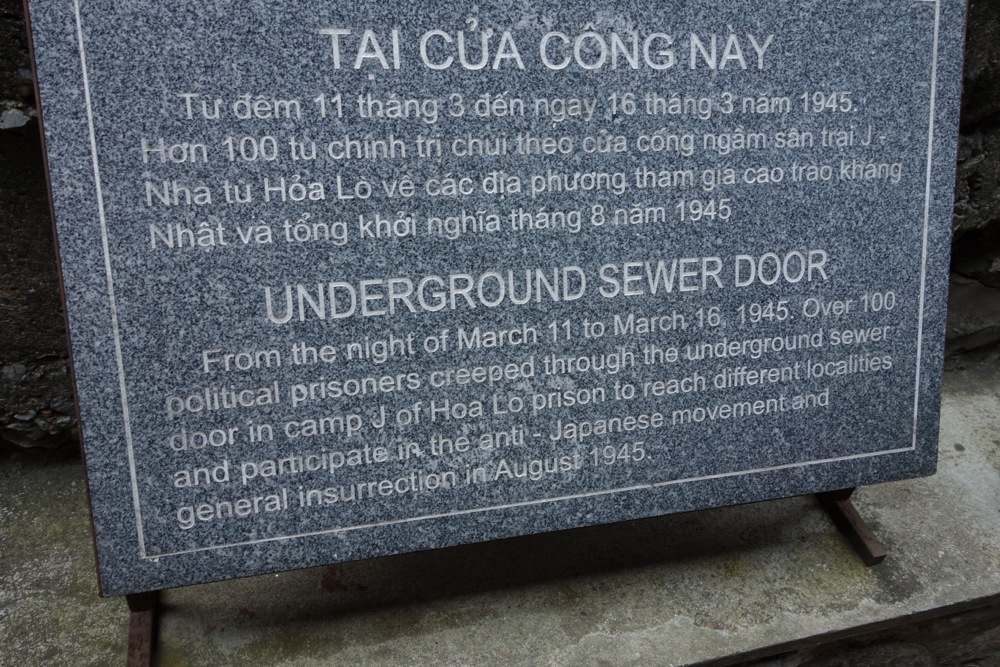 TẠI CỬA CỐNG NÀY
Từ đêm 11 tháng 3 đến ngày 16 tháng 3 năm 1945.
Hơn 100 tù chính trị chui theo cửa cống ngầm sân trại J -
Nhà tù Hỏa Lò về các địa phương tham gia cao trào kháng
Nhật và tổng khởi nghĩa tháng 8 năm 1945
UNDERGROUND SEWER DOOR
From the night of March 11 to March 16, 1945. Over 100
political prisoners creeped through the underground sewer
door in camp J of Hoa Lo prison to reach different localities
and participate in the anti - Japanese movement and
general insurrection in August 1945.